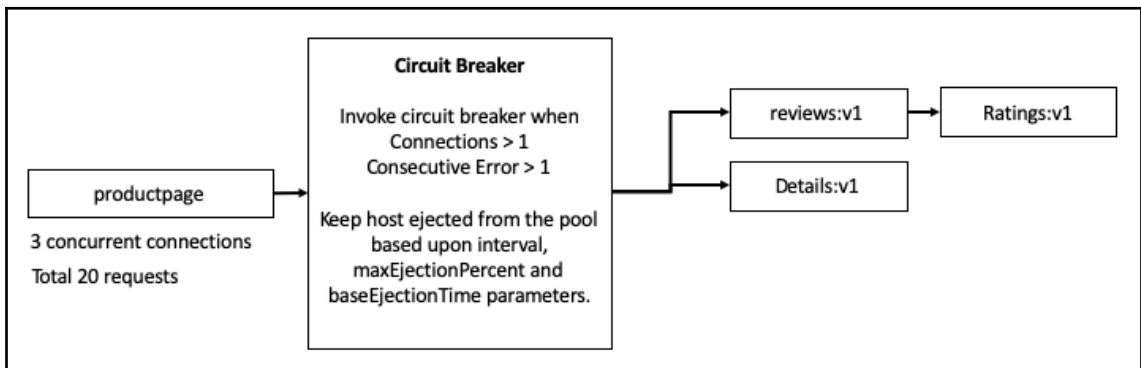 productpage
3 concurrent connections
Total 20 requests
Circuit Breaker
Invoke circuit breaker when
Connections > 1
Consecutive Error > 1
Keep host ejected from the pool
based upon interval,
maxEjectionPercent and
baseEjectionTime parameters.
reviews:v1
Ratings:v1
Details:v1